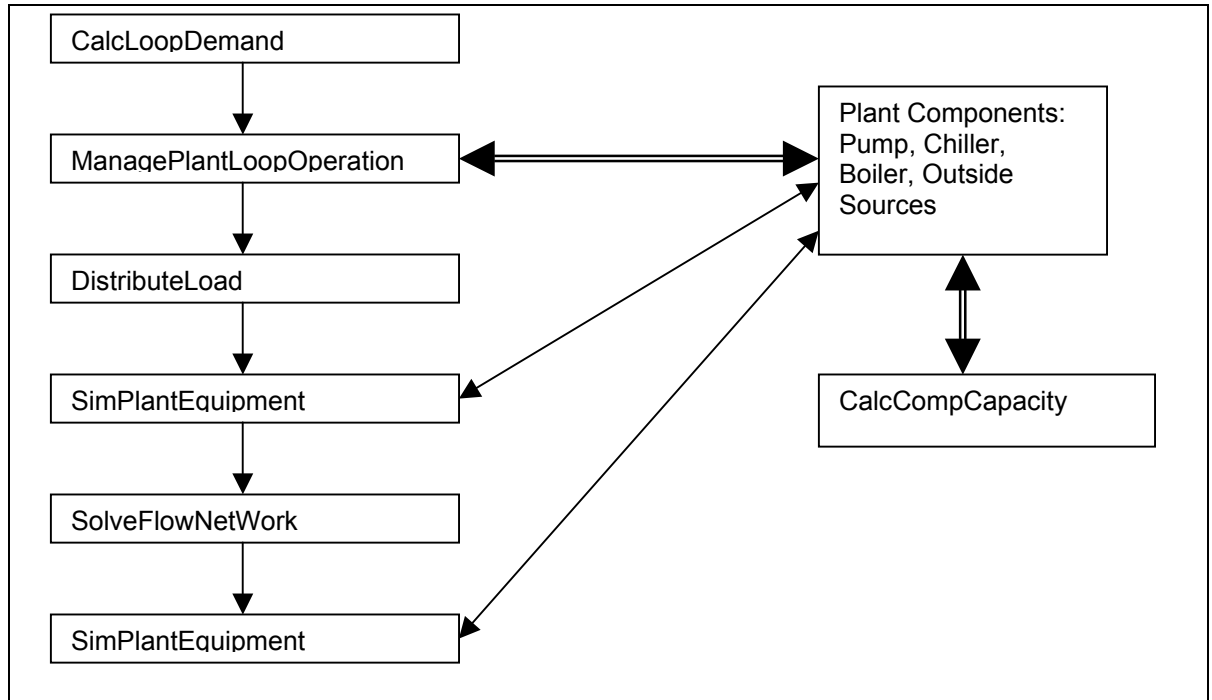 CalcLoopDemand
ManagePlantLoopOperation
DistributeLoad
SimPlantEquipment
SolveFlowNetWork
SimPlantEquipment
Plant Components:
Pump, Chiller,
Boiler, Outside
Sources
CalcCompCapacity